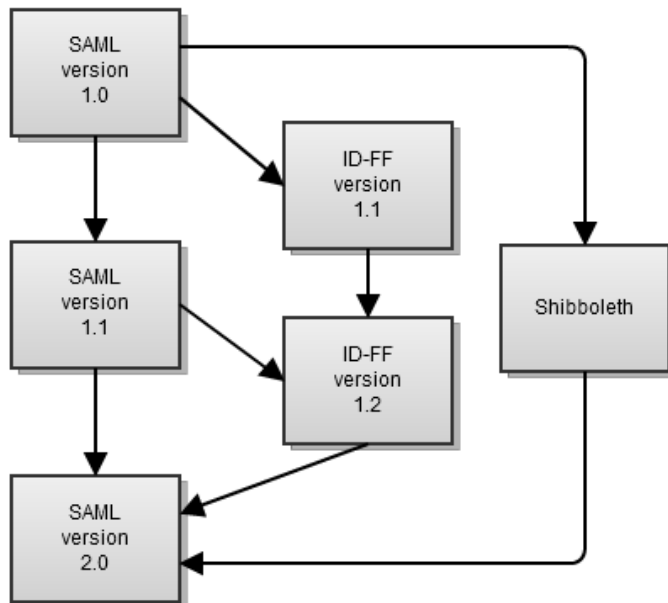 SAML
version
1.0
ID-FF
version
1.1
SAML
version
1.1
Shibboleth
ID-FF
version
1.2
SAML
version
2.0